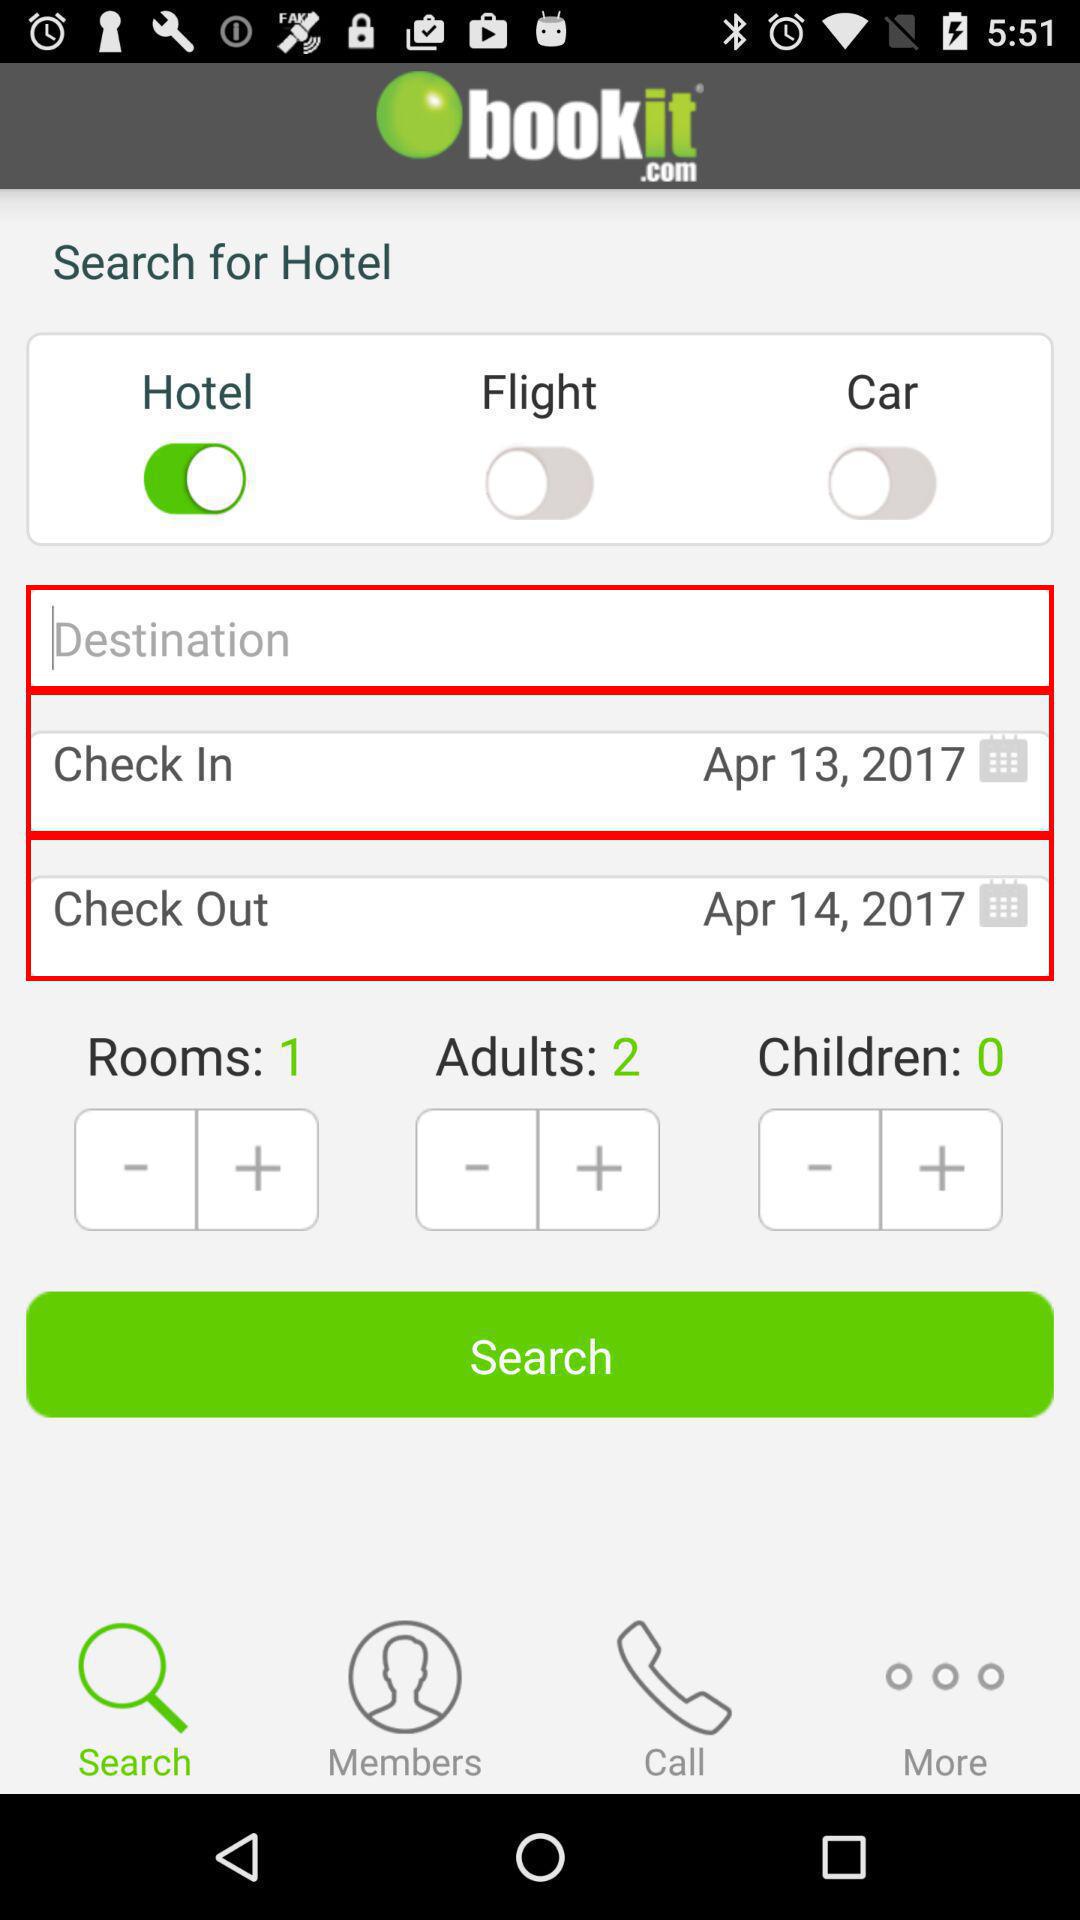 FAKE
5:51
bookit®
.com
Search for Hotel
Hotel Flight Car
Destination
Check In Apr 13, 2017
Check Out Apr 14, 2017
Rooms: 1 Adults: 2 Children: 0
- + - + - +
Search
Search Members Call More